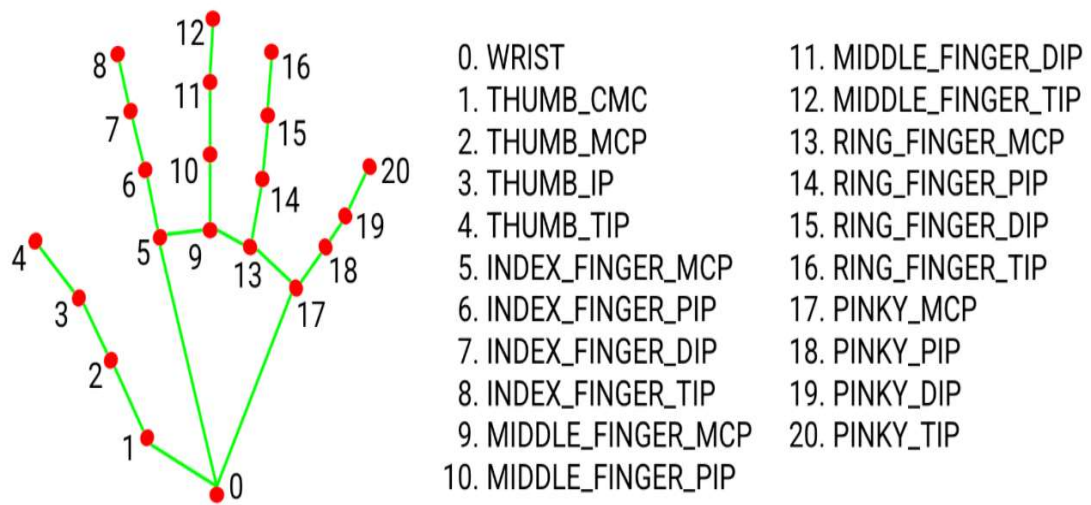 12
8
16
11
7
15
10
6
14
20
19
5
9
13
18
4
17
3
2
1
0
0. WRIST
1. THUMB_CMC
2. THUMB_MCP
3. THUMB_IP
4. THUMB_TIP
5. INDEX_FINGER_MCP
6. INDEX_FINGER_PIP
7. INDEX_FINGER_DIP
8. INDEX_FINGER_TIP
9. MIDDLE_FINGER_MCP
10. MIDDLE_FINGER_PIP
11. MIDDLE_FINGER_DIP
12. MIDDLE_FINGER_TIP
13. RING_FINGER_MCP
14. RING_FINGER_PIP
15. RING_FINGER_DIP
16. RING_FINGER_TIP
17. PINKY_MCP
18. PINKY_PIP
19. PINKY_DIP
20. PINKY_TIP